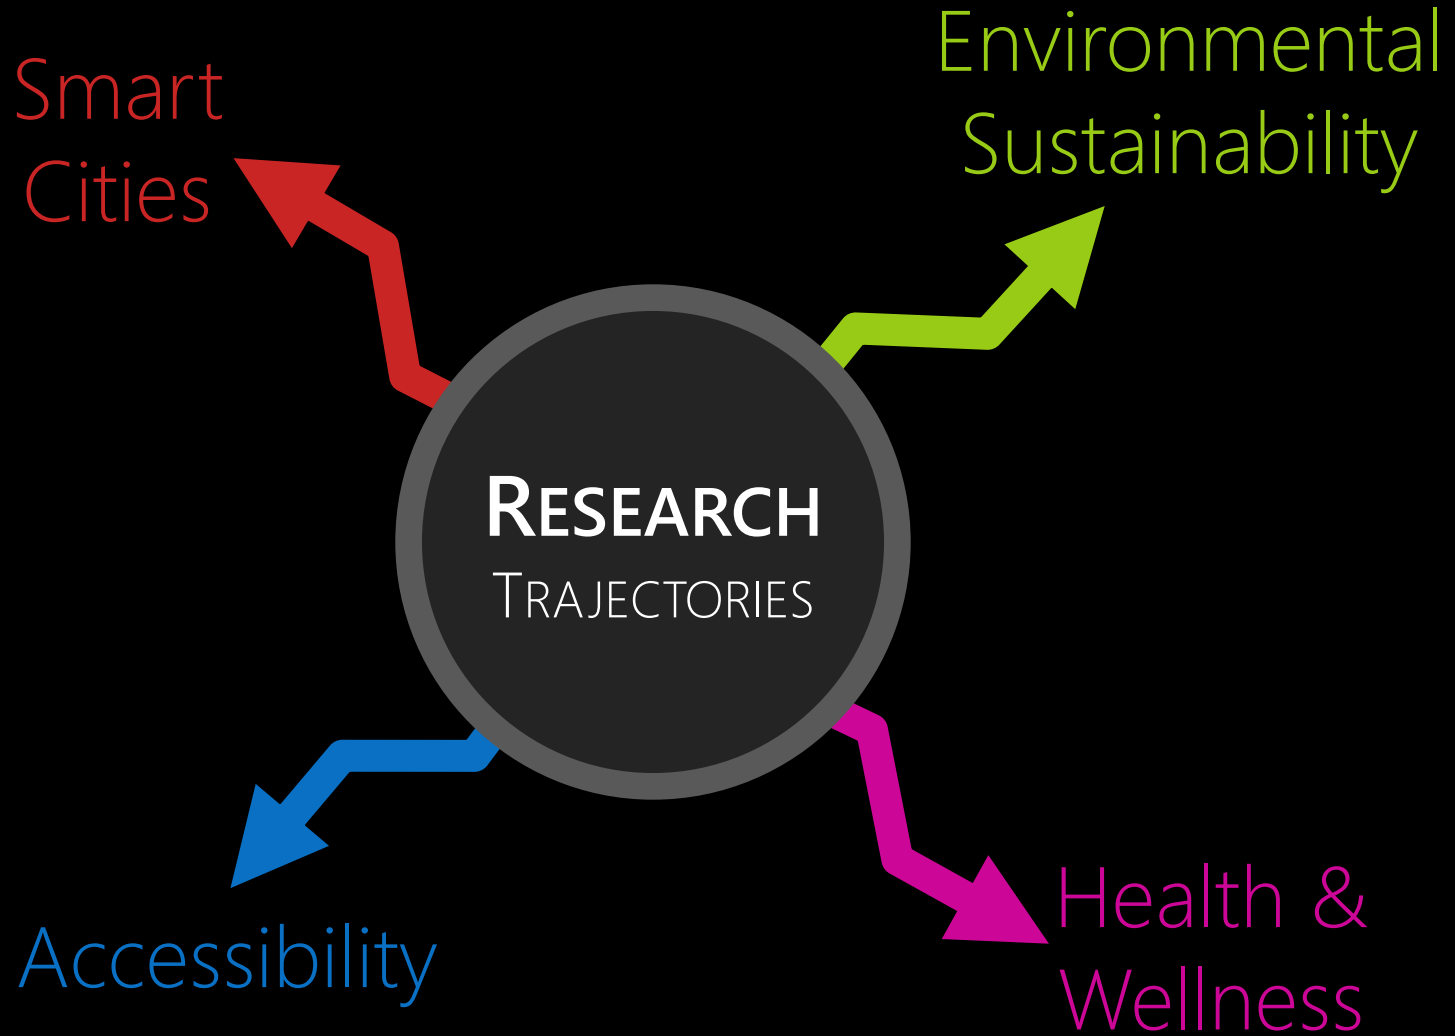 Smart
Cities
Environmental
Sustainability
RESEARCH
TRAJECTORIES
Accessibility
Health &
Wellness